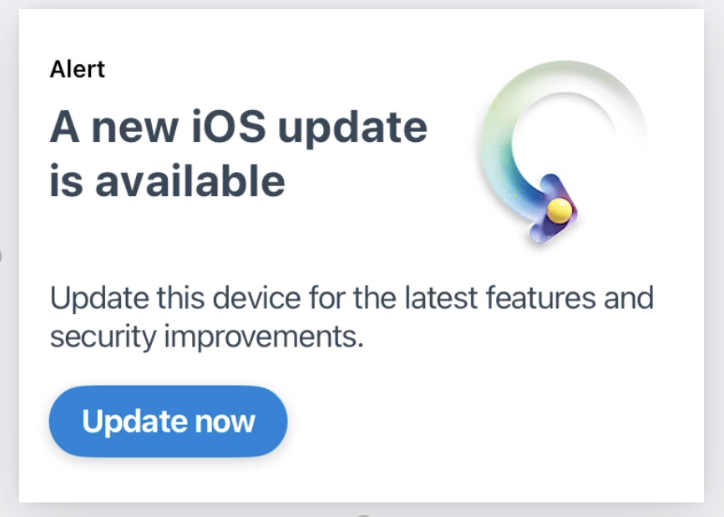 Alert
A new iOS update
is available
Update this device for the latest features and
security improvements.
Update now